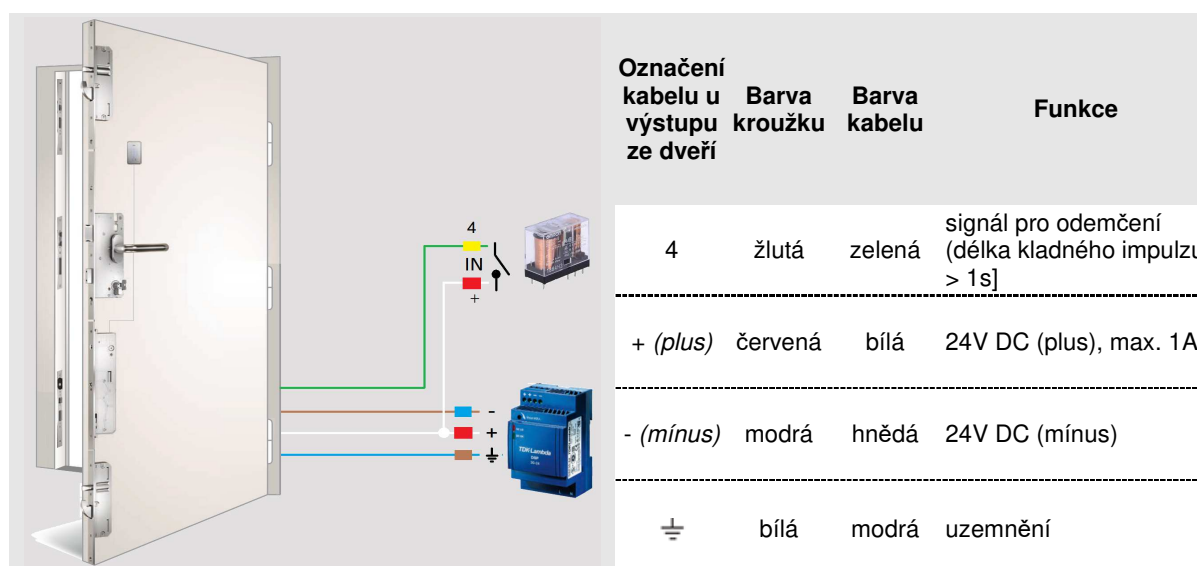 Označení
kabelu u
výstupu
ze dveří
Barva
kroužku
Barva
kabelu
Funkce
4
IN
+
-
+
TDK-Lambda
4 žlutá zelená signál pro odemčení
(délka kladného impulzu
> 1s]
+ (plus) červená bílá 24V DC (plus), max. 1A
- (mínus) modrá hnědá 24V DC (mínus)
bílá modrá uzemnění